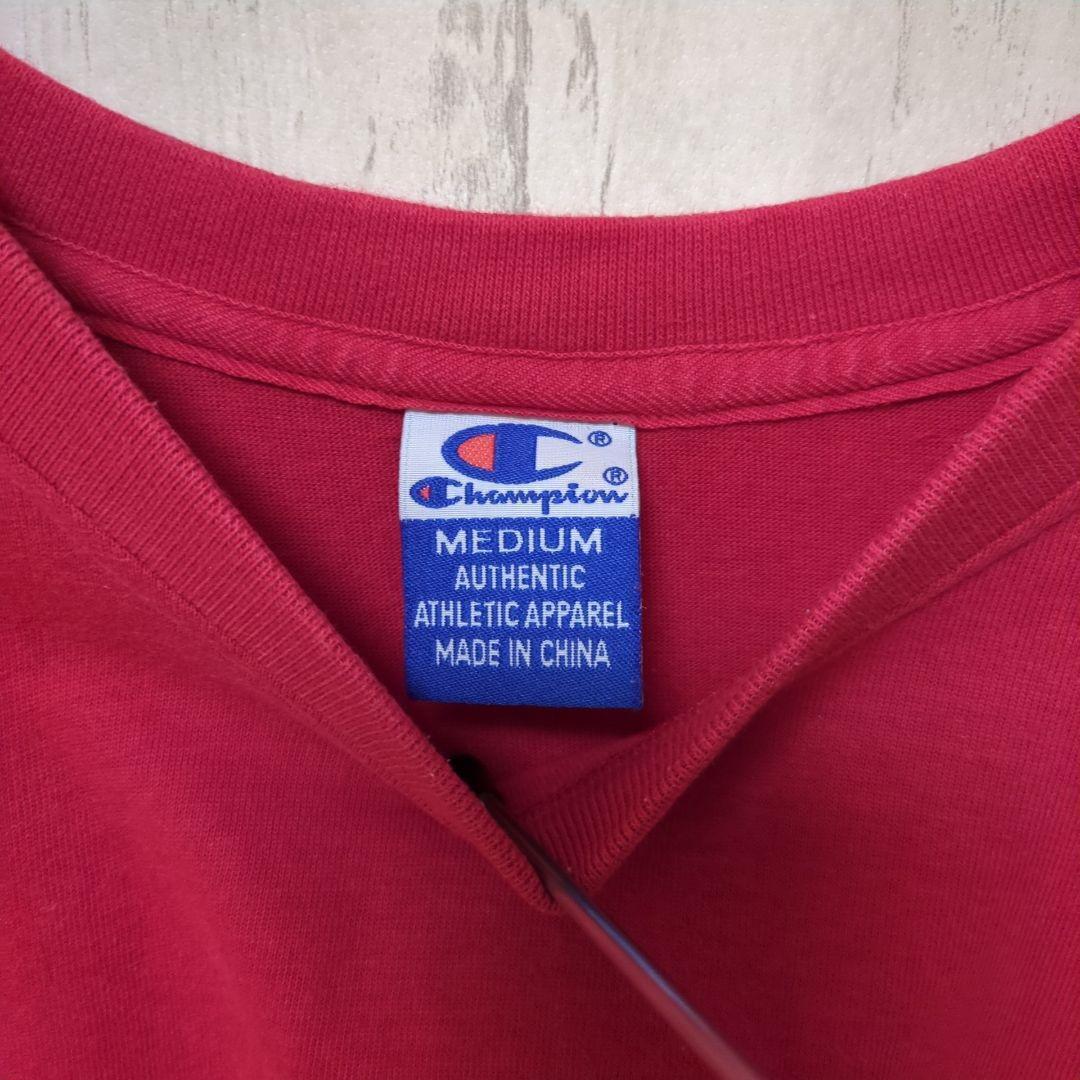 ®
Champion®
MEDIUM
AUTHENTIC
ATHLETIC APPAREL
MADE IN CHINA